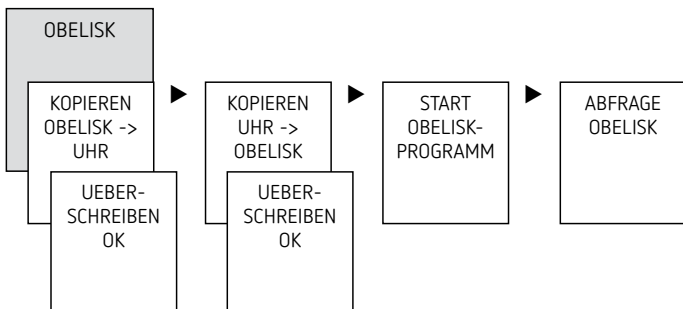 OBELISK
KOPIEREN
OBELISK ->
UHR
UEBER-
SCHREIBEN
OK
KOPIEREN
UHR ->
OBELISK
UEBER-
SCHREIBEN
OK
START
OBELISK-
PROGRAMM
ABFRAGE
OBELISK